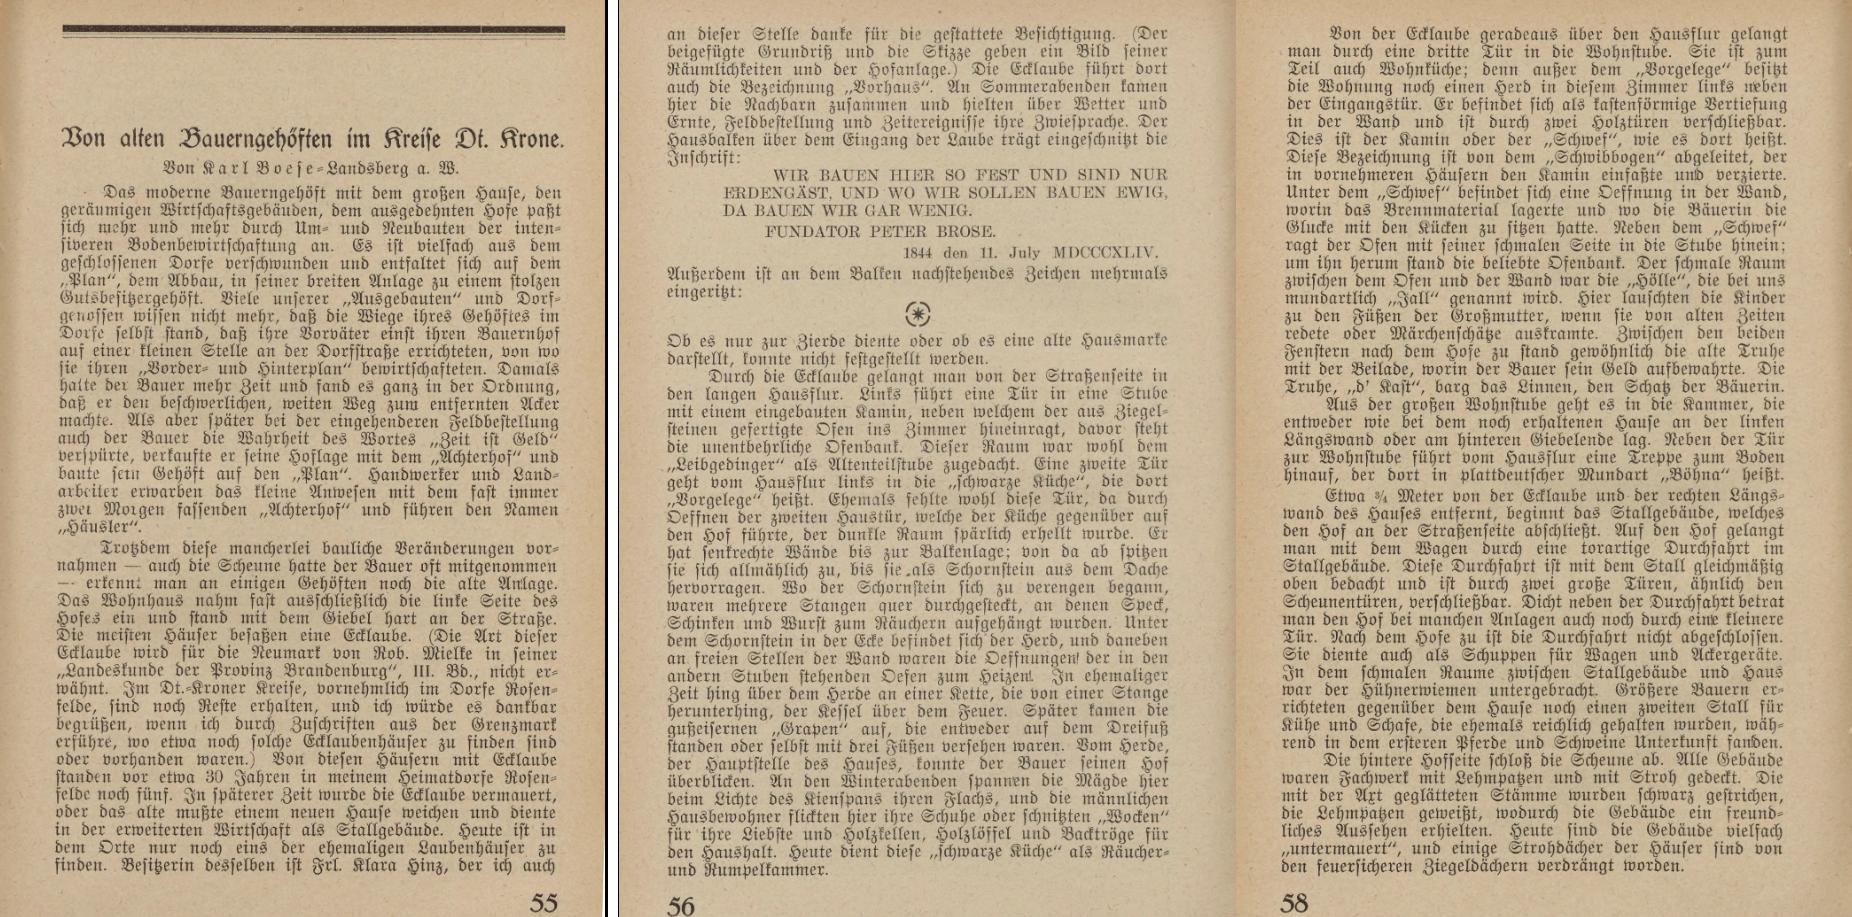 Von alten Bauerngehöften im Kreise Dt. Krone.
Von Karl Boese-Landsberg a. W.
Das moderne Bauerngehöft mit dem großen Hause, den
geräumigen Wirtschaftsgebäuden, dem ausgedehnten Hofe paßt
sich mehr und mehr durch Um- und Neubauten der inten-
siveren Bodenbewirtschaftung an. Es ist vielfach aus dem
geschlossenen Dorfe verschwunden und entfaltet sich auf dem
„Plan“, dem Abbau, in seiner breiten Anlage zu einem stolzen
Gutsbesitzergehöft. Viele unserer „Ausgebauten“ und Dorf-
genossen wissen nicht mehr, daß die Wiege ihres Gehöftes im
Dorfe selbst stand, daß ihre Vorväter einst ihren Bauernhof
auf einer kleinen Stelle an der Dorfstraße errichteten, von wo
sie ihren „Vorder- und Hinterplan“ bewirtschafteten. Damals
hatte der Bauer mehr Zeit und fand es ganz in der Ordnung,
daß er den beschwerlichen, weiten Weg zum entfernten Acker
machte. Als aber später bei der eingehenderen Feldbestellung
auch der Bauer die Wahrheit des Wortes „Zeit ist Geld“
verspürte, verkaufte er seine Hoflage mit dem „Achterhof“ und
baute sein Gehöft auf den „Plan“. Handwerker und Land-
arbeiter erwarben das kleine Anwesen mit dem fast immer
zwei Morgen fassenden „Achterhof“ und führen den Namen
„Häusler“.
Trotzdem diese mancherlei bauliche Veränderungen vor-
nahmen — auch die Scheune hatte der Bauer oft mitgenommen
— erkennt man an einigen Gehöften noch die alte Anlage.
Das Wohnhaus nahm fast ausschließlich die linke Seite des
Hofes ein und stand mit dem Giebel hart an der Straße.
Die meisten Häuser besaßen eine Ecklaube. (Die Art dieser
Ecklaube wird für die Neumark von Rob. Mielke in seiner
„Landeskunde der Provinz Brandenburg“, III. Bd., nicht er-
wähnt. Im Dt.-Kroner Kreise, vornehmlich im Dorfe Rosen-
felde, sind noch Reste erhalten, und ich würde es dankbar
begrüßen, wenn ich durch Zuschriften aus der Grenzmark
erführe, wo etwa noch solche Ecklaubenhäuser zu finden sind
oder vorhanden waren.) Von diesen Häusern mit Ecklaube
standen vor etwa 30 Jahren in meinem Heimatdorfe Rosen-
felde noch fünf. In späterer Zeit wurde die Ecklaube vermauert,
oder das alte mußte einem neuen Hause weichen und diente
in der erweiterten Wirtschaft als Stallgebäude. Heute ist in
dem Orte nur noch eins der ehemaligen Laubenhäuser zu
finden. Besitzerin desselben ist Frl. Klara Hinz, der ich auch
55
an dieser Stelle danke für die gestattete Besichtigung. (Der
beigefügte Grundriß und die Skizze geben ein Bild seiner
Räumlichkeiten und der Hofanlage.) Die Ecklaube führt dort
auch die Bezeichnung „Vorhaus“. An Sommerabenden kamen
hier die Nachbarn zusammen und hielten über Wetter und
Ernte, Feldbestellung und Zeitereignisse ihre Zwiesprache. Der
Hausbalken über dem Eingang der Laube trägt eingeschnitzt die
Inschrift:
WIR BAUEN HIER SO FEST UND SIND NUR
ERDENGÄST, UND WO WIR SOLLEN BAUEN EWIG,
DA BAUEN WIR GAR WENIG.
FUNDATOR PETER BROSE.
1844 den 11. July MDCCCXLIV.
Außerdem ist an dem Balken nachstehendes Zeichen mehrmals
eingeritzt:
Ob es nur zur Zierde diente oder ob es eine alte Hausmarke
darstellt, konnte nicht festgestellt werden.
Durch die Ecklaube gelangt man von der Straßenseite in
den langen Hausflur. Links führt eine Tür in eine Stube
mit einem eingebauten Kamin, neben welchem der aus Ziegel-
steinen gefertigte Ofen ins Zimmer hineinragt, davor steht
die unentbehrliche Ofenbank. Dieser Raum war wohl dem
„Leibgedinger“ als Altenteilstube zugedacht. Eine zweite Tür
geht vom Hausflur links in die „schwarze Küche“, die dort
„Vorgelege“ heißt. Ehemals fehlte wohl diese Tür, da durch
Oeffnen der zweiten Haustür, welche der Küche gegenüber auf
den Hof führte, der dunkle Raum spärlich erhellt wurde. Er
hat senkrechte Wände bis zur Balkenlage; von da ab spitzen
sie sich allmählich zu, bis sie als Schornstein aus dem Dache
hervorragen. Wo der Schornstein sich zu verengen begann,
waren mehrere Stangen quer durchgesteckt, an denen Speck,
Schinken und Wurst zum Räuchern aufgehängt wurden. Unter
dem Schornstein in der Ecke befindet sich der Herd, und daneben
an freien Stellen der Wand waren die Oeffnungen der in den
andern Stuben stehenden Oefen zum Heizen. In ehemaliger
Zeit hing über dem Herde an einer Kette, die von einer Stange
herunterhing, der Kessel über dem Feuer. Später kamen die
gußeisernen „Grapen“ auf, die entweder auf dem Dreifuß
standen oder selbst mit drei Füßen versehen waren. Vom Herde,
der Hauptstelle des Hauses, konnte der Bauer seinen Hof
überblicken. An den Winterabenden spannen die Mägde hier
beim Lichte des Kienspans ihren Flachs, und die männlichen
Hausbewohner flickten hier ihre Schuhe oder schnitzten „Wocken“
für ihre Liebste und Holzkellen, Holzlöffel und Backtröge für
den Haushalt. Heute dient diese „schwarze Küche“ als Räucher-
und Rumpelkammer.
56
Von der Ecklaube geradeaus über den Hausflur gelangt
man durch eine dritte Tür in die Wohnstube. Sie ist zum
Teil auch Wohnküche; denn außer dem „Vorgelege“ besitzt
die Wohnung noch einen Herd in diesem Zimmer links neben
der Eingangstür. Er befindet sich als kastenförmige Vertiefung
in der Wand und ist durch zwei Holztüren verschließbar.
Dies ist der Kamin oder der „Schwef“, wie es dort heißt.
Diese Bezeichnung ist von dem „Schwibbogen“ abgeleitet, der
in vornehmeren Häusern den Kamin einfaßte und verzierte.
Unter dem „Schwef“ befindet sich eine Oeffnung in der Wand,
worin das Brennmaterial lagerte und wo die Bäuerin die
Glucke mit den Kücken zu sitzen hatte. Neben dem „Schwef“
ragt der Ofen mit seiner schmalen Seite in die Stube hinein;
um ihn herum stand die beliebte Ofenbank. Der schmale Raum
zwischen dem Ofen und der Wand war die „Hölle“, die bei uns
mundartlich „Jall“ genannt wird. Hier lauschten die Kinder
zu den Füßen der Großmutter, wenn sie von alten Zeiten
redete oder Märchenschätze auskramte. Zwischen den beiden
Fenstern nach dem Hofe zu stand gewöhnlich die alte Truhe
mit der Beilade, worin der Bauer sein Geld aufbewahrte. Die
Truhe, „d' Kast“, barg das Linnen, den Schatz der Bäuerin.
Aus der großen Wohnstube geht es in die Kammer, die
entweder wie bei dem noch erhaltenen Hause an der linken
Längswand oder am hinteren Giebelende lag. Neben der Tür
zur Wohnstube führt vom Hausflur eine Treppe zum Boden
hinauf, der dort in plattdeutscher Mundart „Böhna“ heißt.
Etwa ¾ Meter von der Ecklaube und der rechten Längs-
wand des Hauses entfernt, beginnt das Stallgebäude, welches
den Hof an der Straßenseite abschließt. Auf den Hof gelangt
man mit dem Wagen durch eine torartige Durchfahrt im
Stallgebäude. Diese Durchfahrt ist mit dem Stall gleichmäßig
oben bedacht und ist durch zwei große Türen, ähnlich den
Scheunentüren, verschließbar. Dicht neben der Durchfahrt betrat
man den Hof bei manchen Anlagen auch noch durch eine kleinere
Tür. Nach dem Hofe zu ist die Durchfahrt nicht abgeschlossen.
Sie diente auch als Schuppen für Wagen und Ackergeräte.
In dem schmalen Raume zwischen Stallgebäude und Haus
war der Hühnerwiemen untergebracht. Größere Bauern er-
richteten gegenüber dem Hause noch einen zweiten Stall für
Kühe und Schafe, die ehemals reichlich gehalten wurden, wäh-
rend in dem ersteren Pferde und Schweine Unterkunft fanden.
Die hintere Hofseite schloß die Scheune ab. Alle Gebäude
waren Fachwerk mit Lehmpatzen und mit Stroh gedeckt. Die
mit der Axt geglätteten Stämme wurden schwarz gestrichen,
die Lehmpatzen geweißt, wodurch die Gebäude ein freund-
liches Aussehen erhielten. Heute sind die Gebäude vielfach
„untermauert“, und einige Strohdächer der Häuser sind von
den feuersicheren Ziegeldächern verdrängt worden.
58